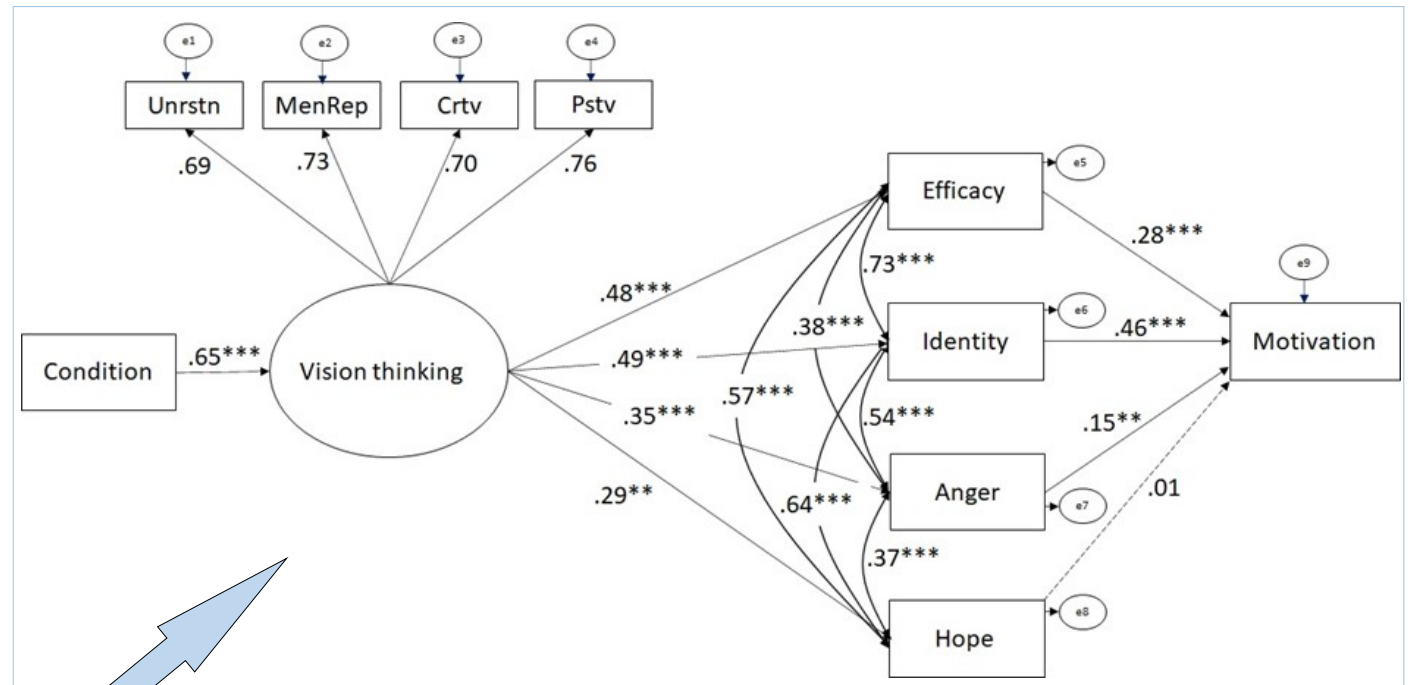 e1
e2
e3
e4
Unrstn
MenRep
Crtv
Pstv
.69
.73
.70
.76
e5
Efficacy
.28***
.73***
e9
.48***
.38***
e6
Identity
.46***
Motivation
Condition
.65***
Vision thinking
.49***
.57***
.35***
.54***
.15**
.29**
.64***
Anger
.01
e7
.37***
e8
Hope